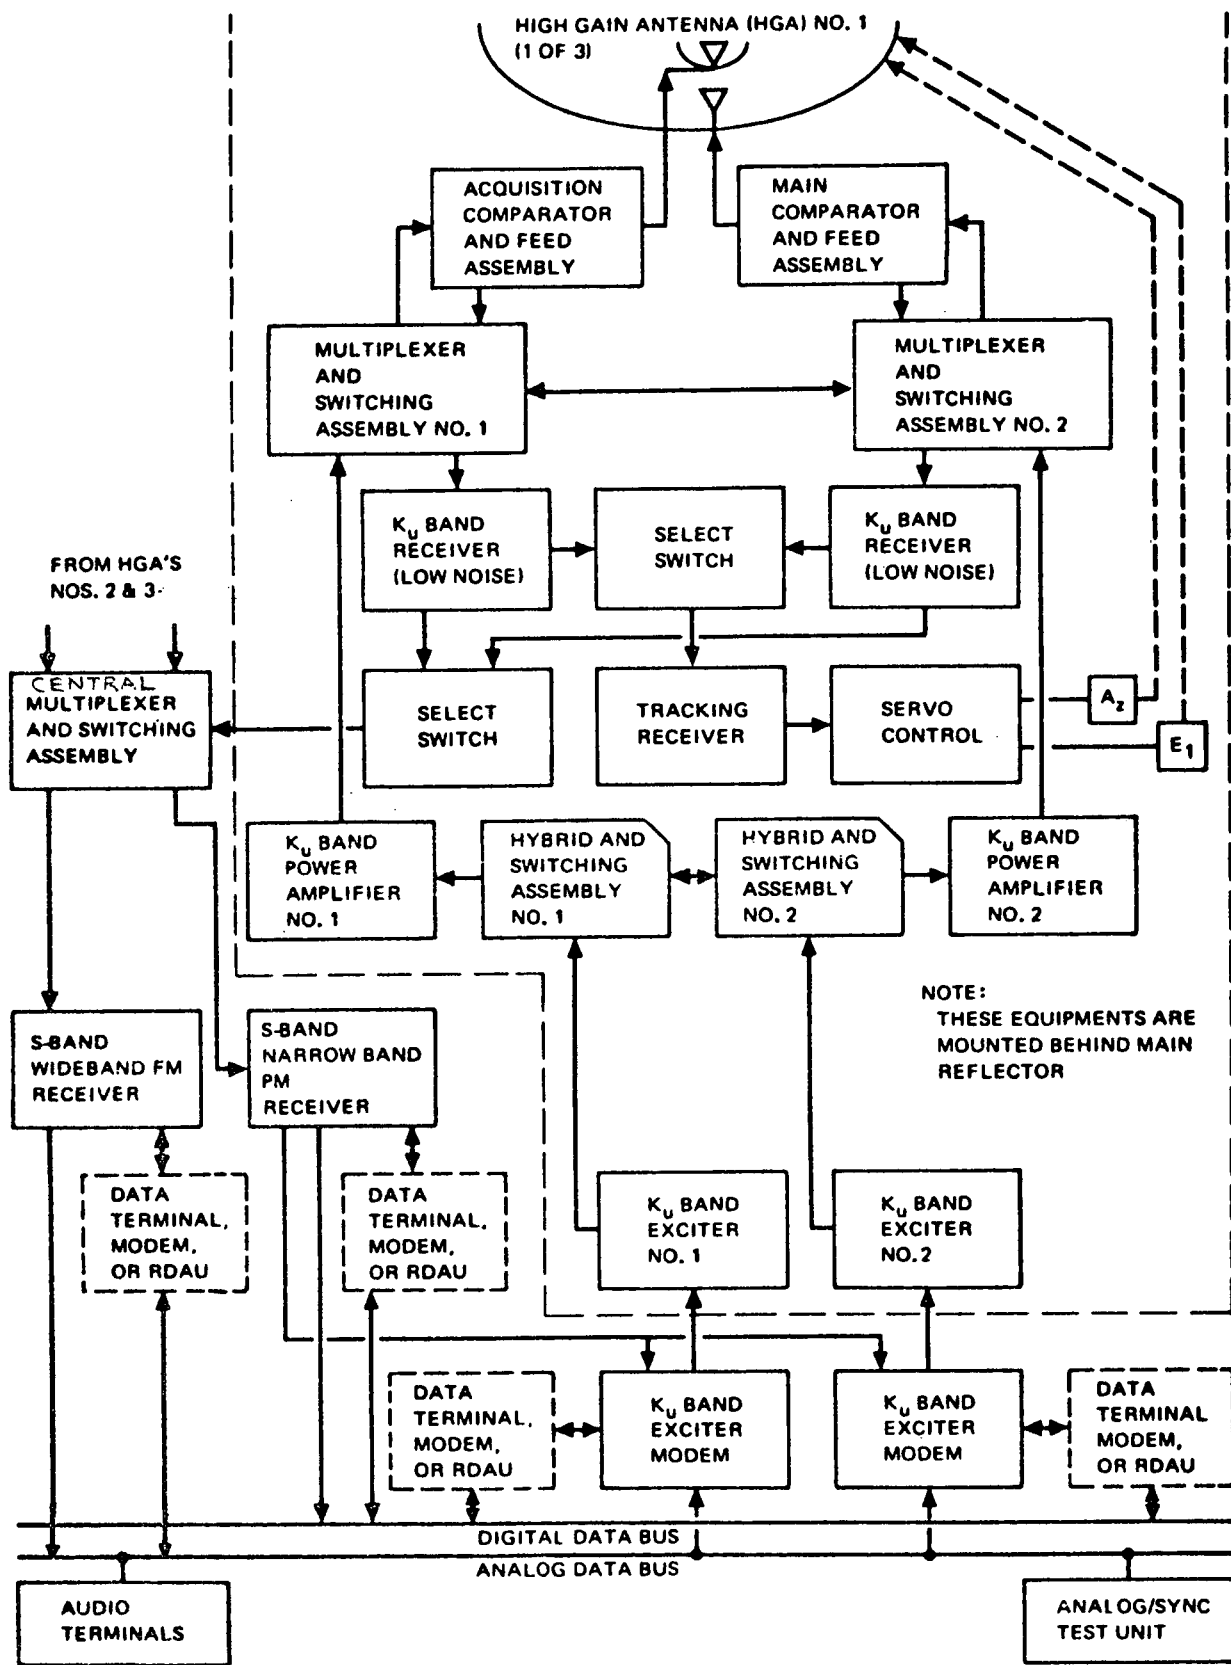 HIGH GAIN ANTENNA (HGA) NO. 1
(1 OF 3)
ACQUISITION
COMPARATOR
AND FEED
ASSEMBLY
MAIN
COMPARATOR
AND FEED
ASSEMBLY
MULTIPLEXER
AND
SWITCHING
ASSEMBLY NO. 1
MULTIPLEXER
AND
SWITCHING
ASSEMBLY NO. 2
Ku BAND
RECEIVER
(LOW NOISE)
SELECT
SWITCH
Ku BAND
RECEIVER
(LOW NOISE)
FROM HGA'S
NOS. 2 & 3
CENTRAL
MULTIPLEXER
AND SWITCHING
ASSEMBLY
SELECT
SWITCH
TRACKING
RECEIVER
SERVO
CONTROL
Az
E1
Ku BAND
POWER
AMPLIFIER
NO. 1
HYBRID AND
SWITCHING
ASSEMBLY
NO. 1
HYBRID AND
SWITCHING
ASSEMBLY
NO. 2
Ku BAND
POWER
AMPLIFIER
NO. 2
NOTE:
THESE EQUIPMENTS ARE
MOUNTED BEHIND MAIN
REFLECTOR
S-BAND
WIDEBAND FM
RECEIVER
S-BAND
NARROW BAND
PM
RECEIVER
DATA
TERMINAL,
MODEM,
OR RDAU
DATA
TERMINAL,
MODEM,
OR RDAU
Ku BAND
EXCITER
NO. 1
Ku BAND
EXCITER
NO. 2
DATA
TERMINAL,
MODEM,
OR RDAU
Ku BAND
EXCITER
MODEM
Ku BAND
EXCITER
MODEM
DATA
TERMINAL
MODEM,
OR RDAU
DIGITAL DATA BUS
ANALOG DATA BUS
AUDIO
TERMINALS
ANALOG/SYNC
TEST UNIT